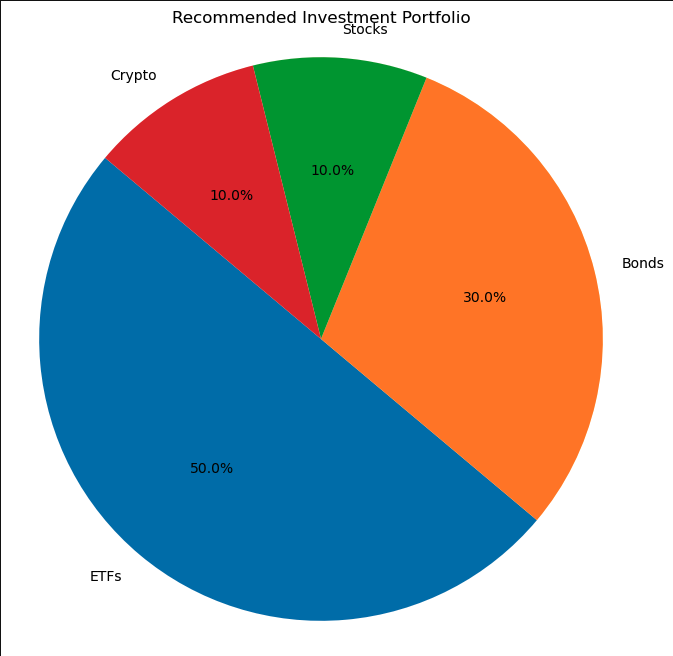 Recommended Investment Portfolio
Stocks
Crypto
10.0%
10.0%
Bonds
30.0%
50.0%
ETFs